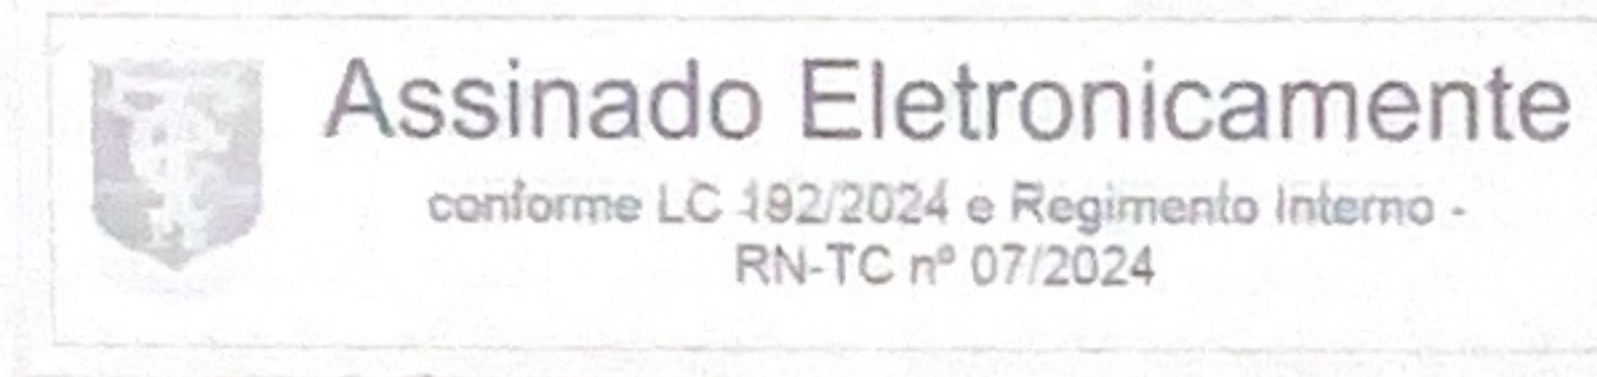 Assinado Eletronicamente
conforme LC 192/2024 e Regimento Interno -
RN-TC nº 07/2024